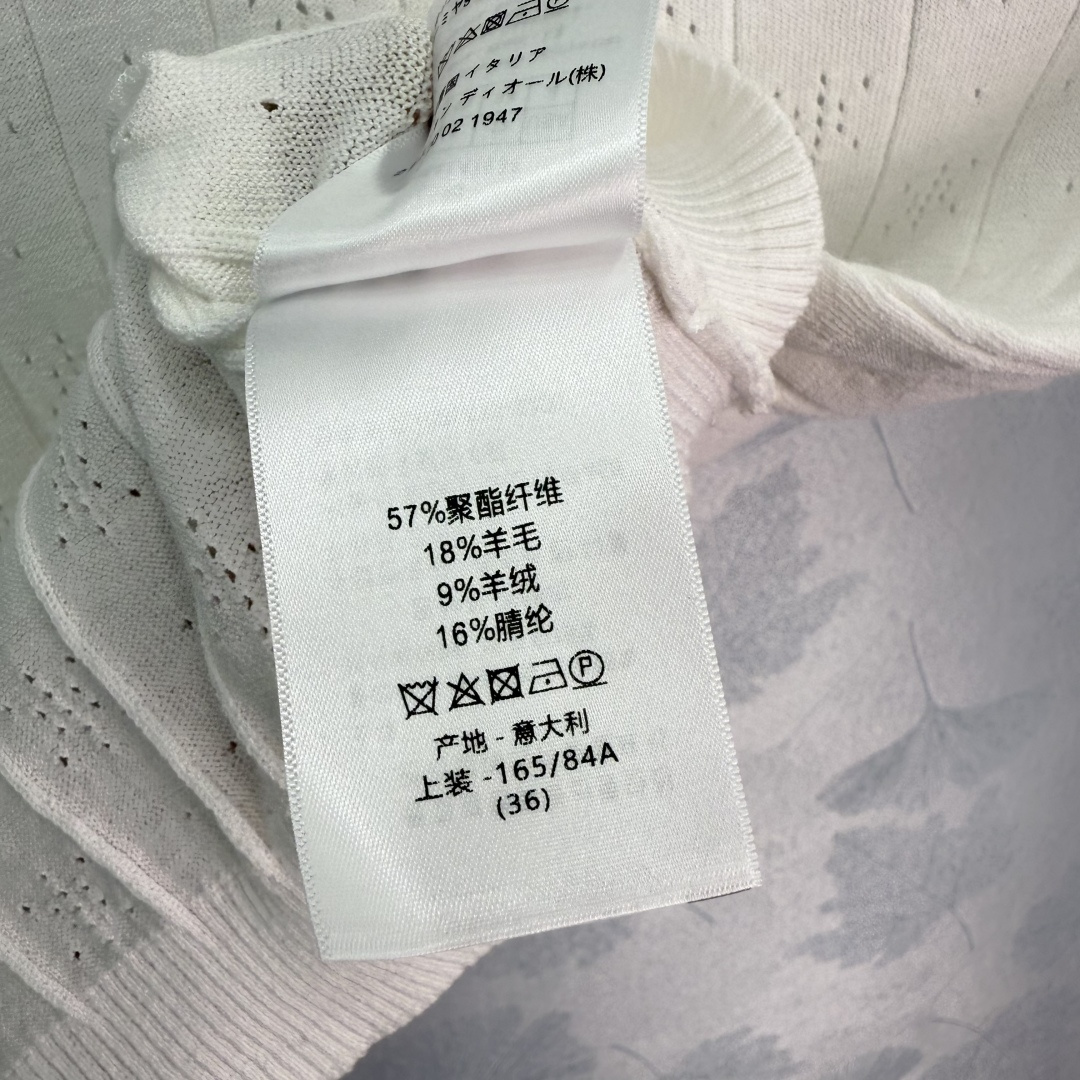 イタリア
ディオール(株)
02 1947
57%聚酯纤维
18%羊毛
9%羊绒
16%腈纶
产地 - 意大利
上装 -165/84A
(36)